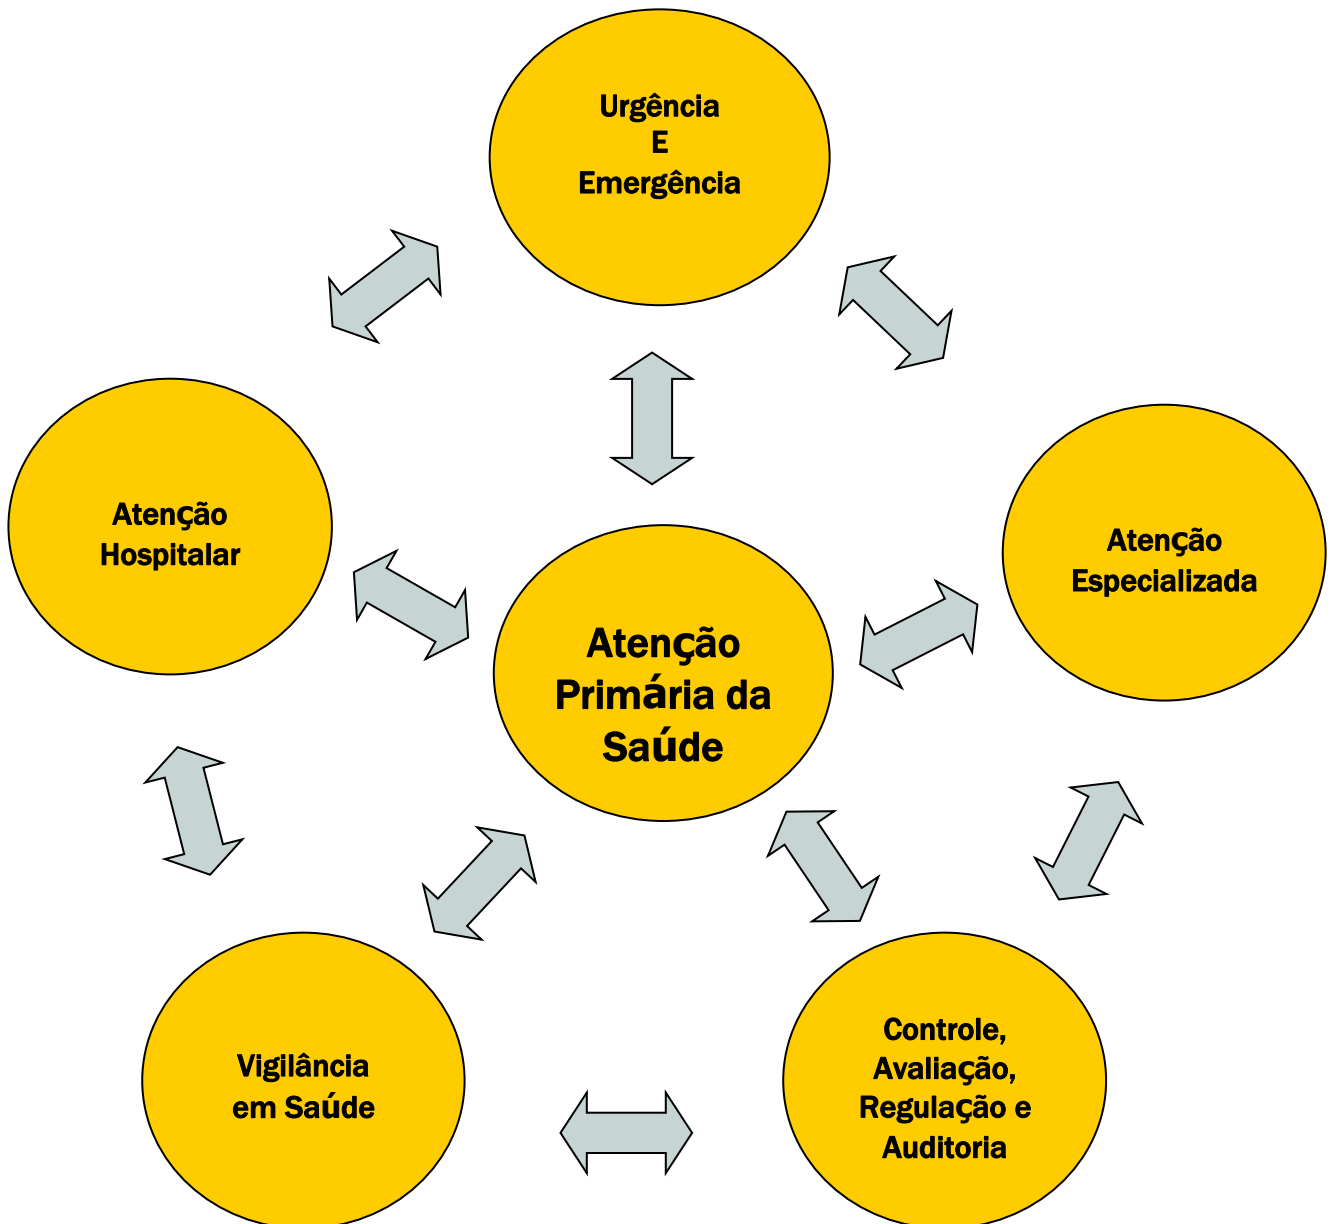 Urgência
E
Emergência
Atenção
Hospitalar
Atenção
Especializada
Atenção
Primária da
Saúde
Vigilância
em Saúde
Controle,
Avaliação,
Regulação e
Auditoria